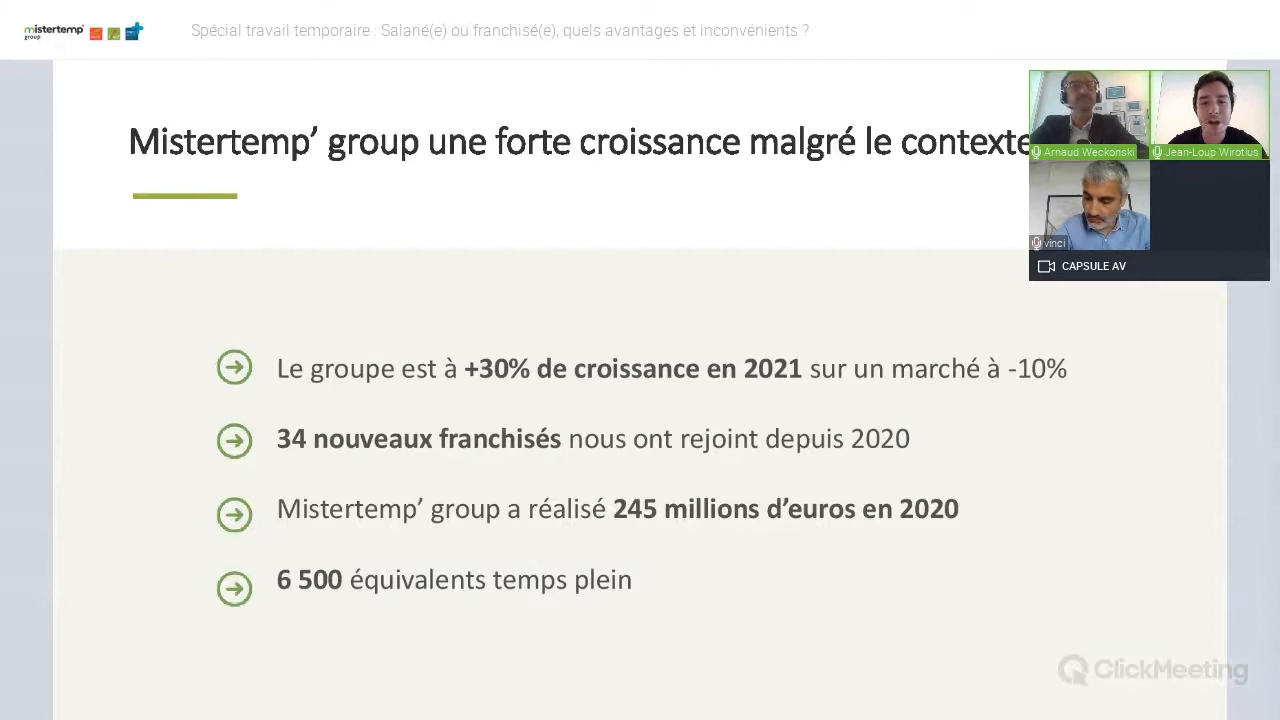 mistertemp'
group
Spécial travail temporaire : Salarié(e) ou franchisé(e), quels avantages et inconvénients ?
Mistertemp' group une forte croissance malgré le contexte
Arnaud Weckonski
Jean-Loup Wirotius
vinci
CAPSULE AV
Le groupe est à +30% de croissance en 2021 sur un marché à -10%
34 nouveaux franchisés nous ont rejoint depuis 2020
Mistertemp' group a réalisé 245 millions d'euros en 2020
6 500 équivalents temps plein
ClickMeeting